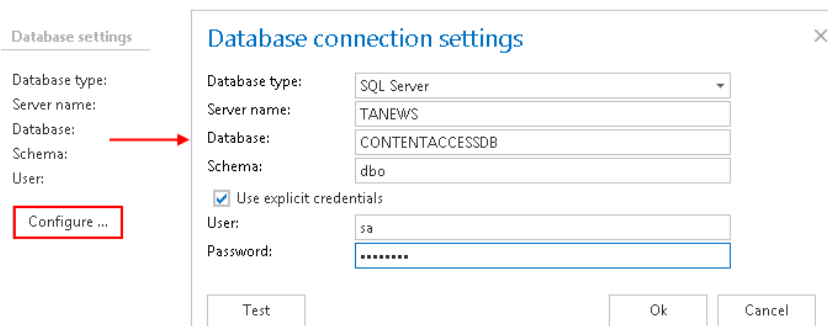 Database settings
Database type:
Server name:
Database:
Schema:
User:
Configure ...
Database connection settings
Database type: SQL Server
Server name: TANEWS
Database: CONTENTACCESSDB
Schema: dbo
Use explicit credentials
User: sa
Password: ••••••••
Test Ok Cancel